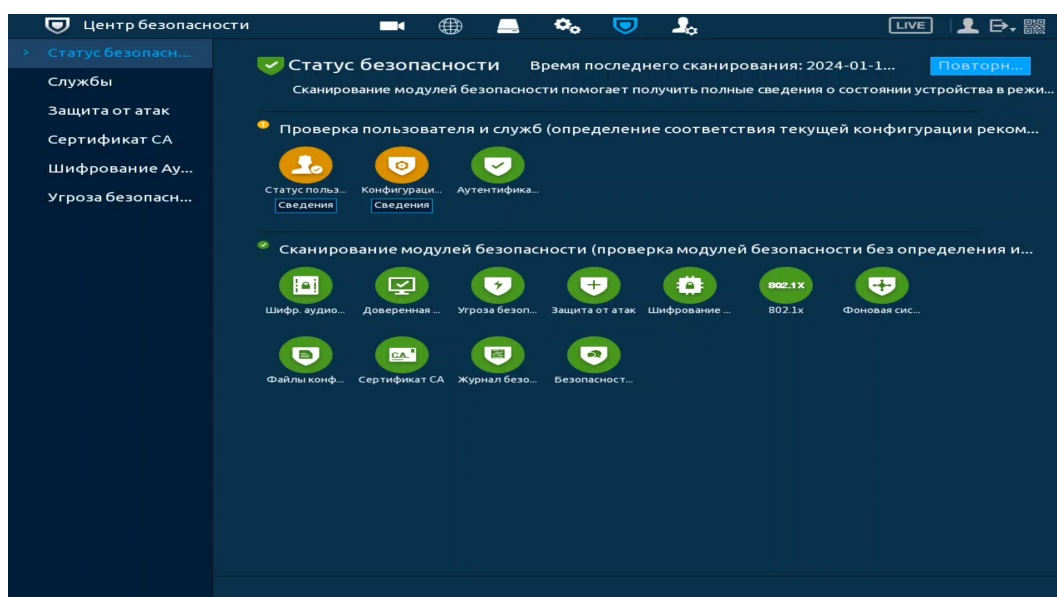 Центр безопасности
LIVE
Статус безопасн...
Службы
Защита от атак
Сертификат CA
Шифрование Ау...
Угроза безопасн...
Статус безопасности Время последнего сканирования: 2024-01-1... Повторн...
Сканирование модулей безопасности помогает получить полные сведения о состоянии устройства в режи...
Проверка пользователя и служб (определение соответствия текущей конфигурации реком...
Статус польз... Конфигураци... Аутентифика...
Сведения Сведения
Сканирование модулей безопасности (проверка модулей безопасности без определения и...
802.1X
Шифр. аудио... Доверенная ... Угроза безоп... Защита от атак Шифрование ... 802.1x Фоновая сис...
CA
Файлы конф... Сертификат CA Журнал безо... Безопасност...